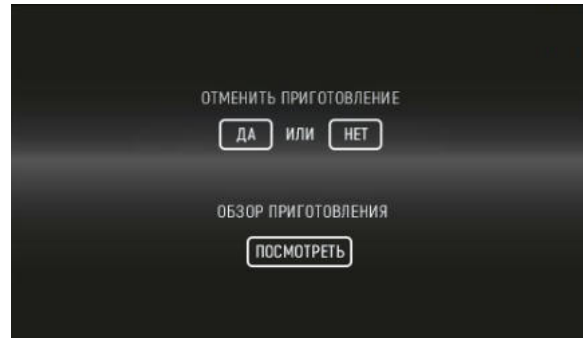 ОТМЕНИТЬ ПРИГОТОВЛЕНИЕ
ДА ИЛИ НЕТ
ОБЗОР ПРИГОТОВЛЕНИЯ
ПОСМОТРЕТЬ